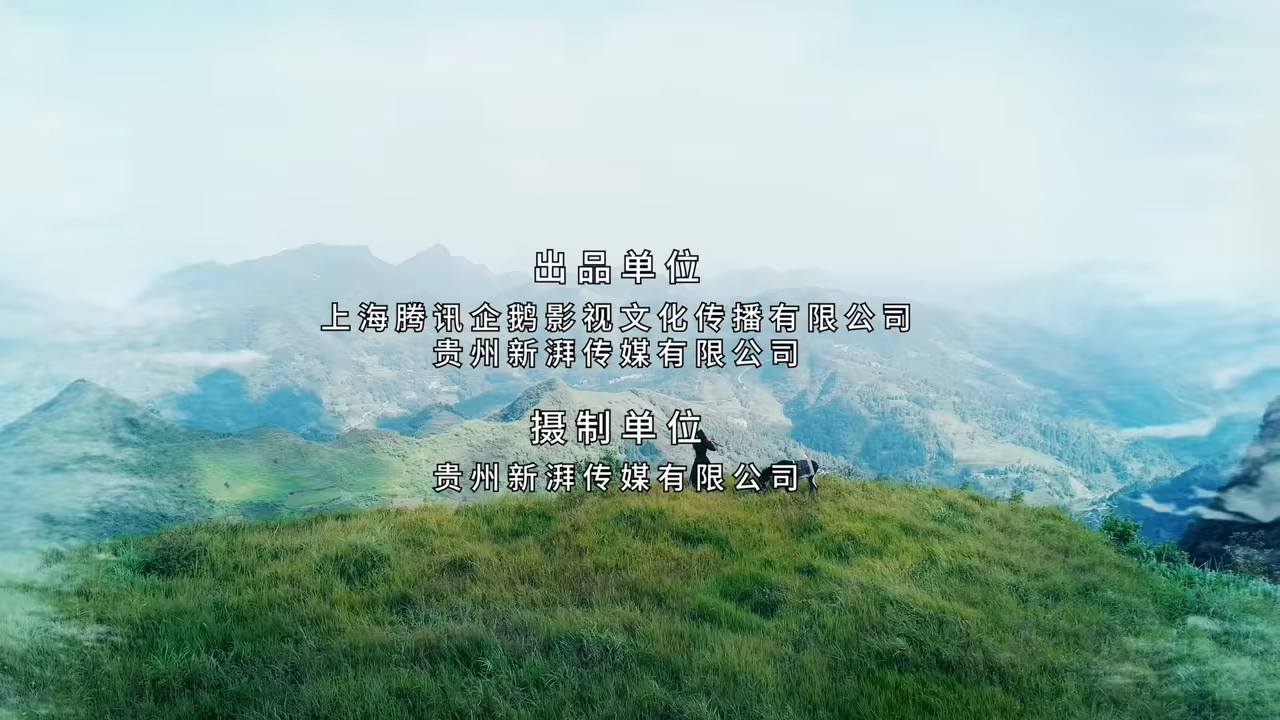 出品单位
上海腾讯企鹅影视文化传播有限公司
贵州新湃传媒有限公司
摄制单位
贵州新湃传媒有限公司